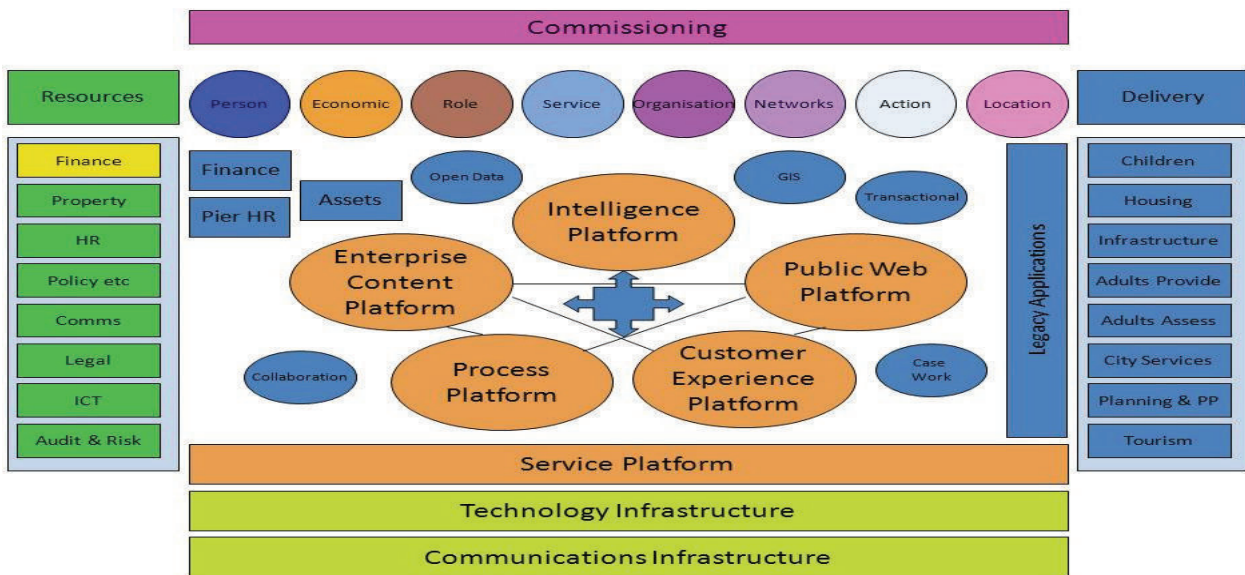 Commissioning
Resources
Person
Economic
Role
Service
Organisation
Networks
Action
Location
Delivery
Finance
Property
HR
Policy etc
Comms
Legal
ICT
Audit & Risk
Finance
Pier HR
Assets
Open Data
GIS
Transactional
Intelligence
Platform
Enterprise
Content
Platform
Public Web
Platform
Process
Platform
Customer
Experience
Platform
Collaboration
Case
Work
Legacy Applications
Children
Housing
Infrastructure
Adults Provide
Adults Assess
City Services
Planning & PP
Tourism
Service Platform
Technology Infrastructure
Communications Infrastructure